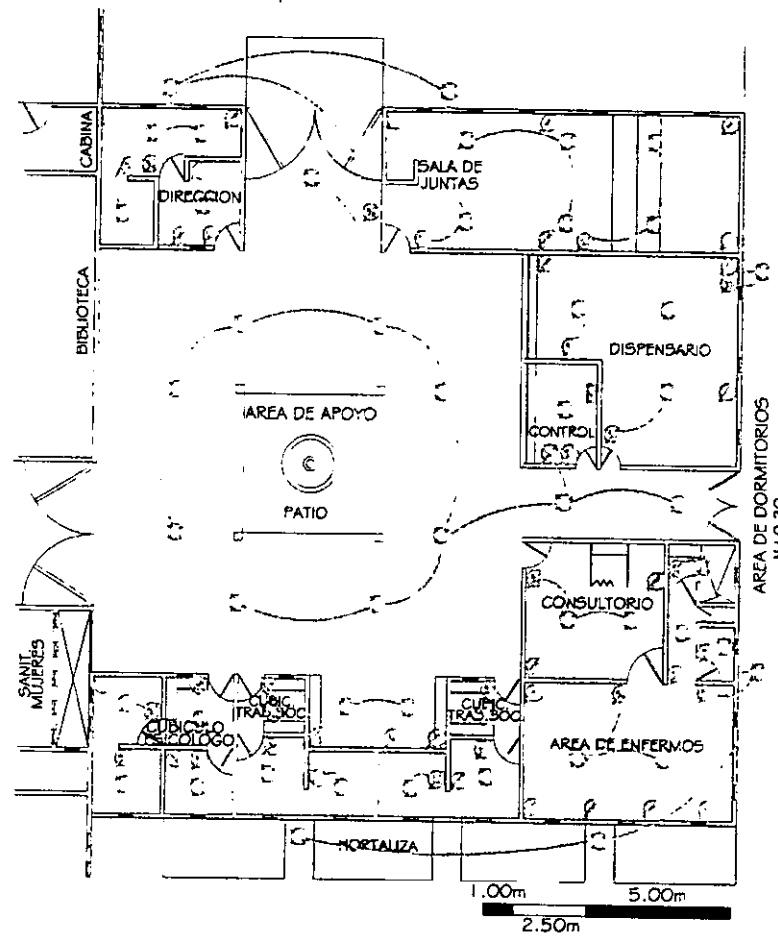 CABINA
SALA DE
JUNTAS
DIRECCION
BIBLIOTECA
DISPENSARIO
AREA DE APOYO
CONTROL
PATIO
AREA DE DORMITORIOS
CONSULTORIO
SANIT.
MUJERES
CUBIC.
TRAB. SOC
CUBIC.
TRAB. SOC
CUBICULO
PSICOLOGO
AREA DE ENFERMOS
HORTALIZA
1.00m 5.00m
2.50m